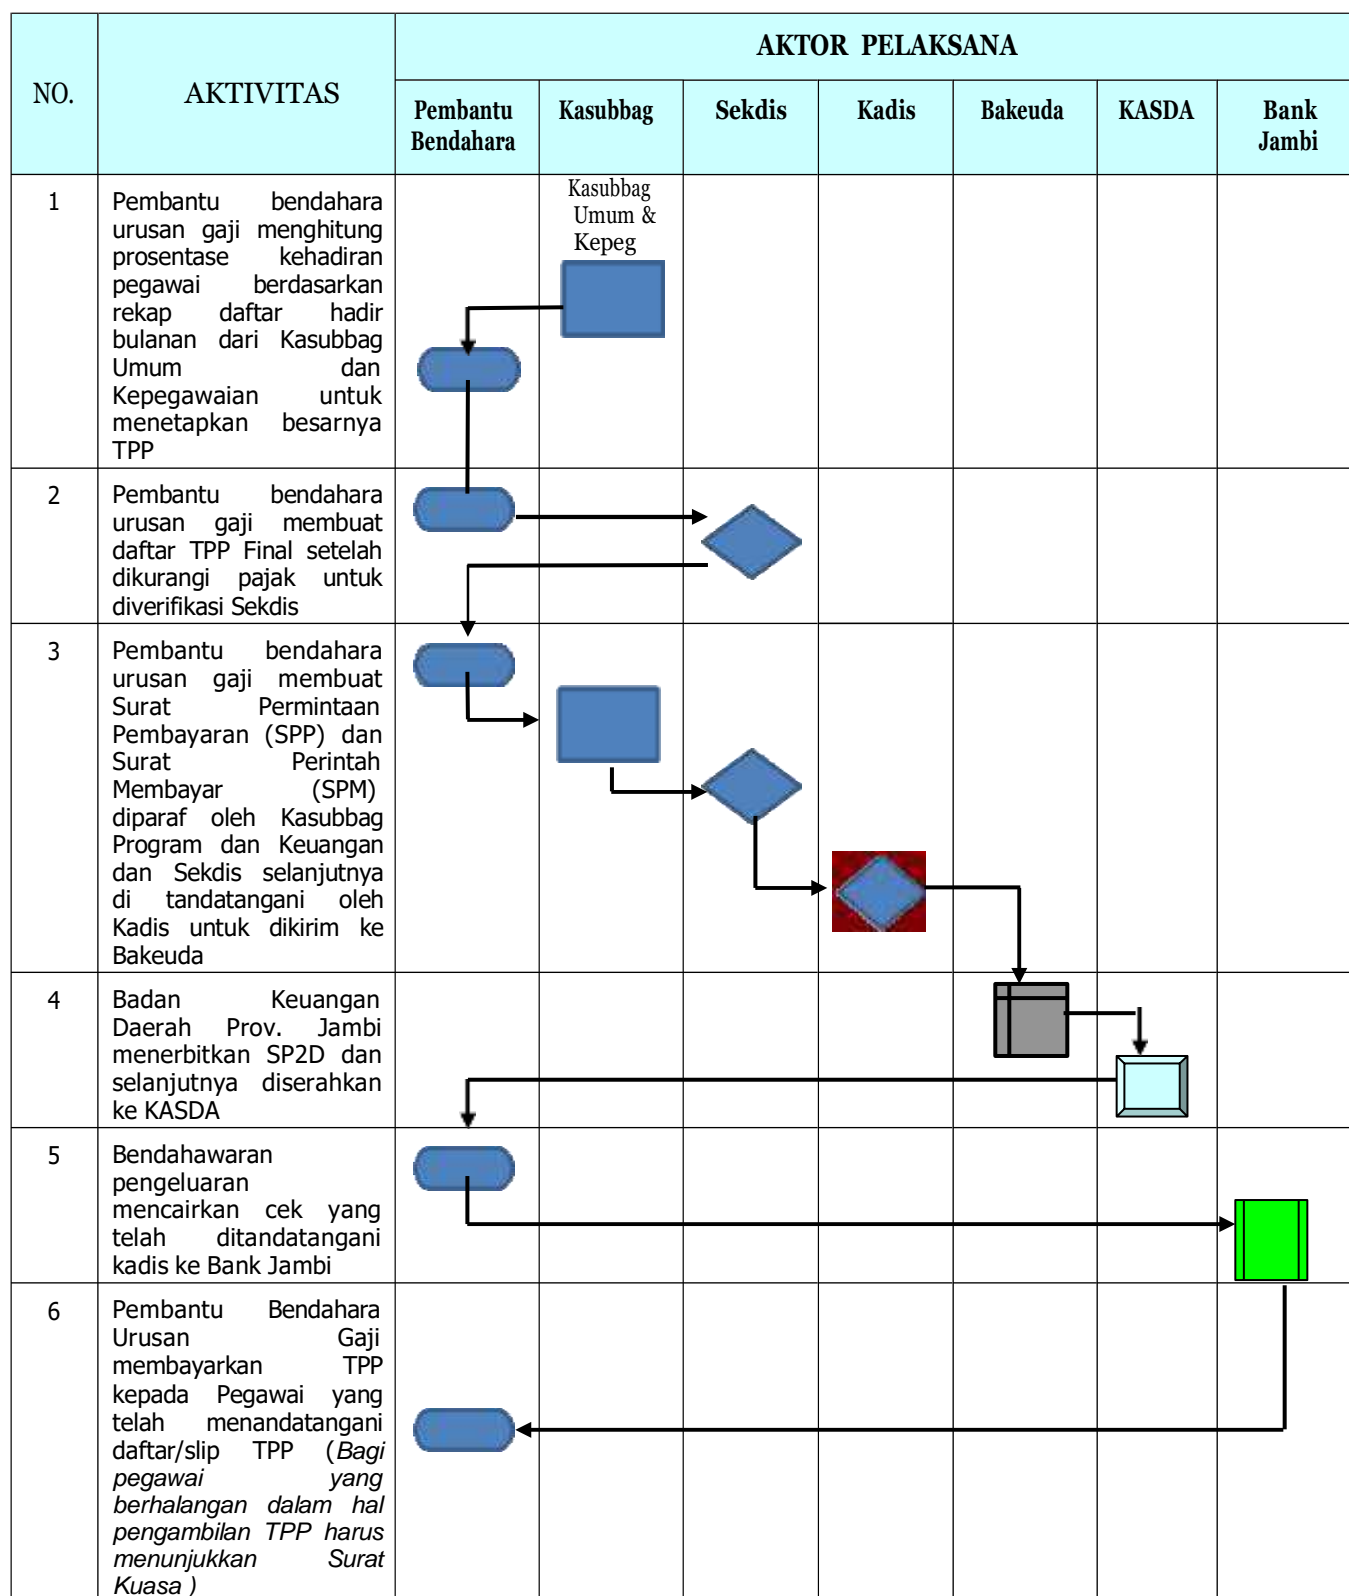 NO.
AKTIVITAS
AKTOR PELAKSANA
Pembantu
Bendahara
Kasubbag
Sekdis
Kadis
Bakeuda
KASDA
Bank
Jambi
1
Pembantu bendahara
urusan gaji menghitung
prosentase kehadiran
pegawai berdasarkan
rekap daftar hadir
bulanan dari Kasubbag
Umum dan
Kepegawaian untuk
menetapkan besarnya
TPP
Kasubbag
Umum &
Kepeg
2
Pembantu bendahara
urusan gaji membuat
daftar TPP Final setelah
dikurangi pajak untuk
diverifikasi Sekdis
3
Pembantu bendahara
urusan gaji membuat
Surat Permintaan
Pembayaran (SPP) dan
Surat Perintah
Membayar (SPM)
diparaf oleh Kasubbag
Program dan Keuangan
dan Sekdis selanjutnya
di tandatangani oleh
Kadis untuk dikirim ke
Bakeuda
4
Badan Keuangan
Daerah Prov. Jambi
menerbitkan SP2D dan
selanjutnya diserahkan
ke KASDA
5
Bendahawaran
pengeluaran
mencairkan cek yang
telah ditandatangani
kadis ke Bank Jambi
6
Pembantu Bendahara
Urusan Gaji
membayarkan TPP
kepada Pegawai yang
telah menandatangani
daftar/slip TPP (Bagi
pegawai yang
berhalangan dalam hal
pengambilan TPP harus
menunjukkan Surat
Kuasa )